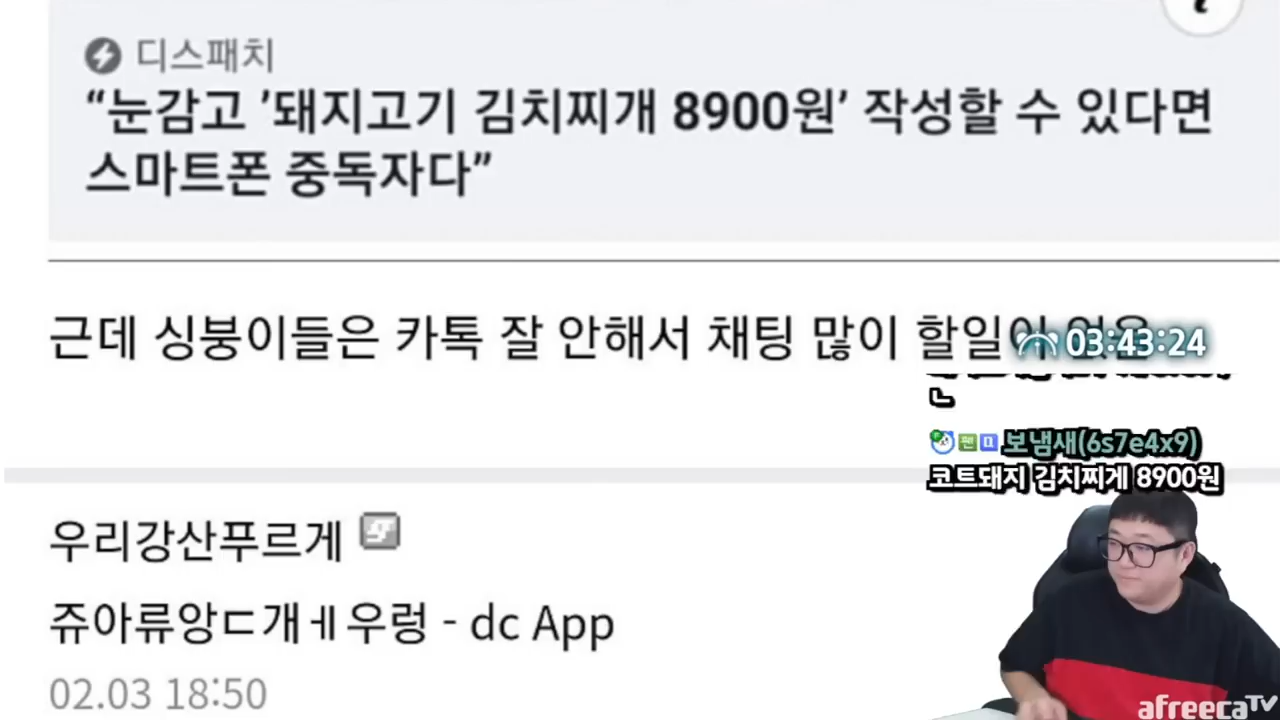 디스패치
“눈감고 '돼지고기 김치찌개 8900원' 작성할 수 있다면
스마트폰 중독자다”
근데 싱붕이들은 카톡 잘 안해서 채팅 많이 할일이
03:43:24
보냄새(6s7e4x9)
코트돼지 김치찌게 8900원
우리강산푸르게
쥬아류앙ㄷ개ㅔ우렁 - dc App
02.03 18:50
afreecaTV